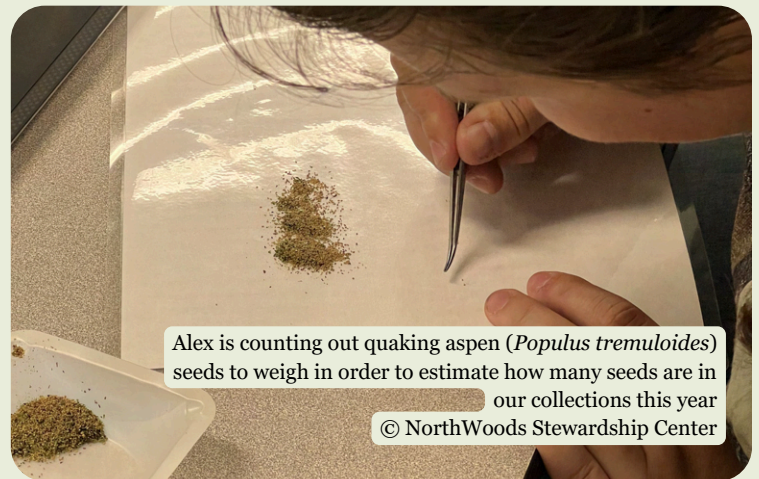 Alex is counting out quaking aspen (Populus tremuloides)
seeds to weigh in order to estimate how many seeds are in
our collections this year
© NorthWoods Stewardship Center